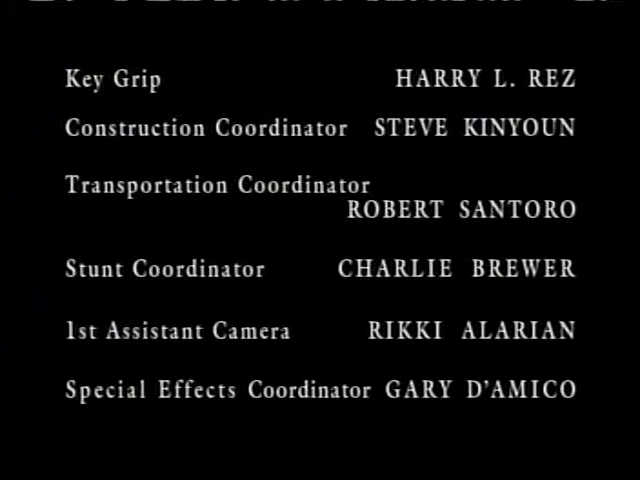 Key Grip HARRY L. REZ
Construction Coordinator STEVE KINYOUN
Transportation Coordinator
ROBERT SANTORO
Stunt Coordinator CHARLIE BREWER
1st Assistant Camera RIKKI ALARIAN
Special Effects Coordinator GARY D'AMICO